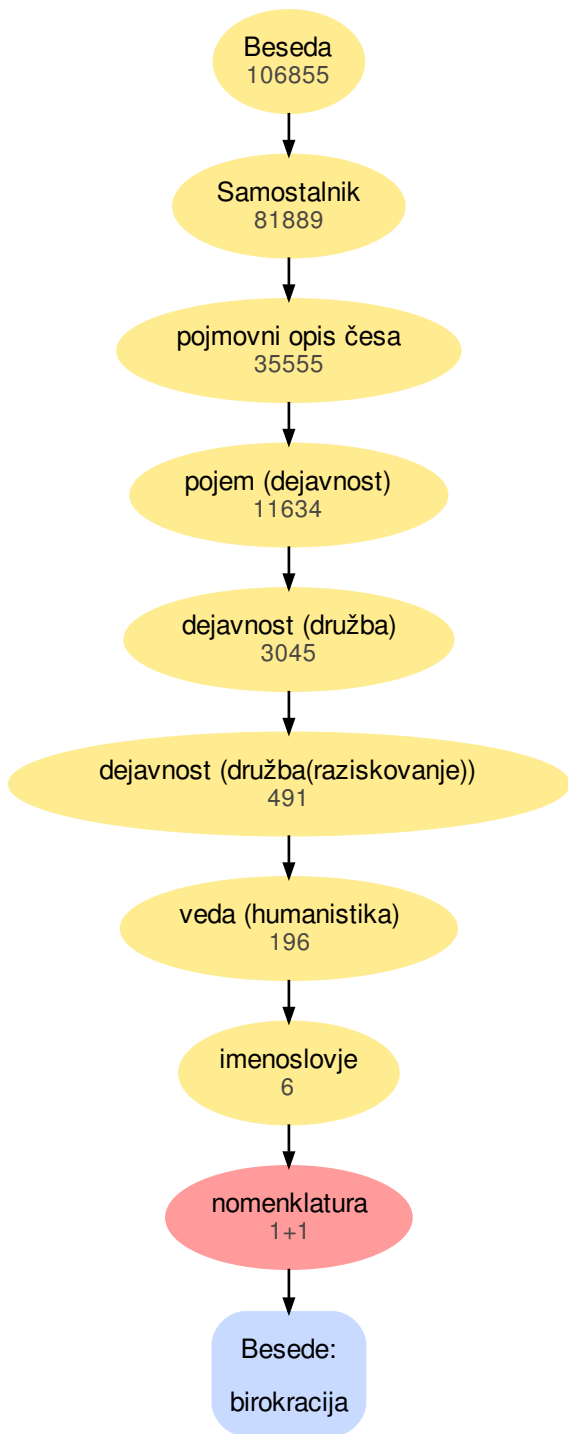 Beseda
106855
Samostalnik
81889
pojmovni opis česa
35555
pojem (dejavnost)
11634
dejavnost (družba)
3045
dejavnost (družba(raziskovanje))
491
veda (humanistika)
196
imenoslovje
6
nomenklatura
1+1
Besede:
birokracija